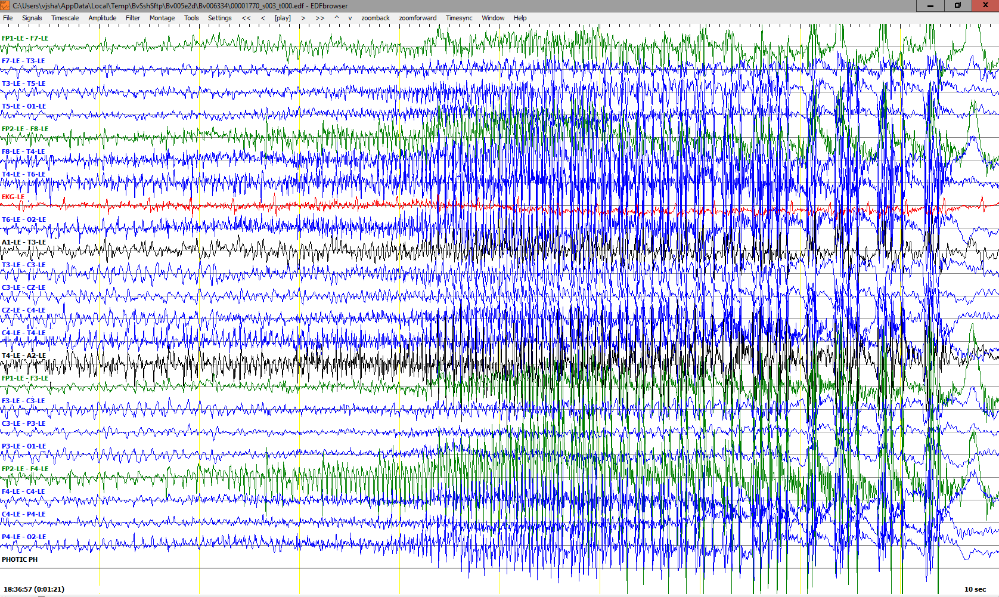 C:\Users\vjsha\AppData\Local\Temp\BvSshSftp\Bv005e2d\Bv006334\00001770_s003_t000.edf - EDFbrowser
File Signals Timescale Amplitude Filter Montage Tools Settings << < [play] > >> ^ v zoomback zoomforward Timesync Window Help
FP1-LE - F7-LE
F7-LE - T3-LE
T3-LE - T5-LE
T5-LE - O1-LE
FP2-LE - F8-LE
F8-LE - T4-LE
T4-LE - T6-LE
EKG-LE
T6-LE - O2-LE
A1-LE - T3-LE
T3-LE - C3-LE
C3-LE - CZ-LE
CZ-LE - C4-LE
C4-LE - T4-LE
T4-LE - A2-LE
FP1-LE - F3-LE
F3-LE - C3-LE
C3-LE - P3-LE
P3-LE - O1-LE
FP2-LE - F4-LE
F4-LE - C4-LE
C4-LE - P4-LE
P4-LE - O2-LE
PHOTIC PH
18:36:57 (0:01:21) 10 sec